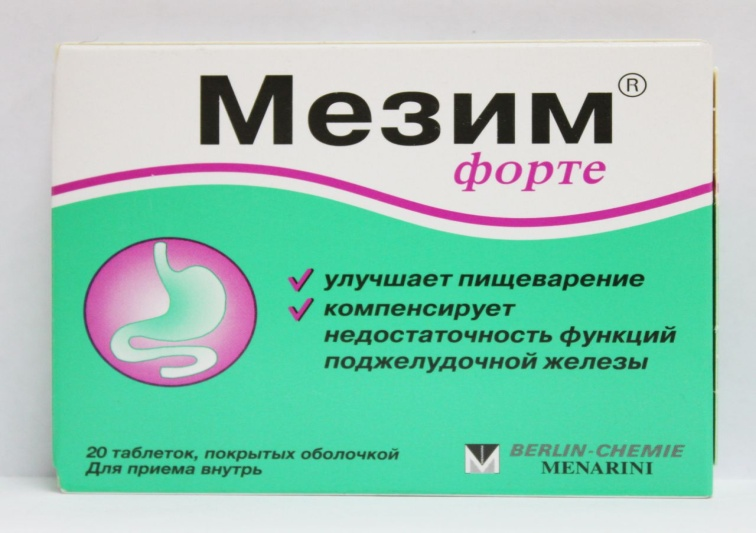 Мезим®
форте
улучшает пищеварение
компенсирует
недостаточность функций
поджелудочной железы
20 таблеток, покрытых оболочкой
Для приема внутрь
BERLIN-CHEMIE
MENARINI